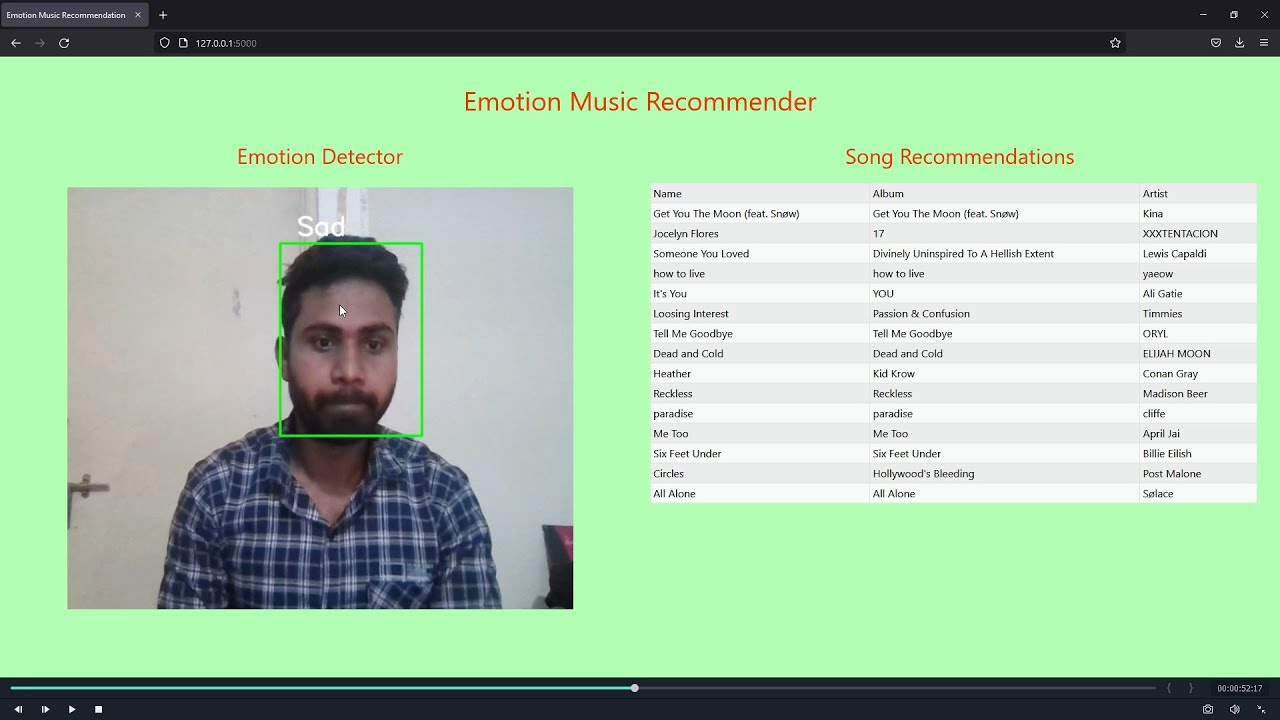 Emotion Music Recommendation
127.0.0.1:5000
Emotion Music Recommender
Emotion Detector
Song Recommendations
Sad
Name Album Artist
Get You The Moon (feat. Snøw) Get You The Moon (feat. Snøw) Kina
Jocelyn Flores 17 XXXTENTACION
Someone You Loved Divinely Uninspired To A Hellish Extent Lewis Capaldi
how to live how to live yaeow
It's You YOU Ali Gatie
Loosing Interest Passion & Confusion Timmies
Tell Me Goodbye Tell Me Goodbye ORYL
Dead and Cold Dead and Cold ELIJAH MOON
Heather Kid Krow Conan Gray
Reckless Reckless Madison Beer
paradise paradise cliffe
Me Too Me Too April Jai
Six Feet Under Six Feet Under Billie Eilish
Circles Hollywood's Bleeding Post Malone
All Alone All Alone Sølace
{ } 00:00:52:17